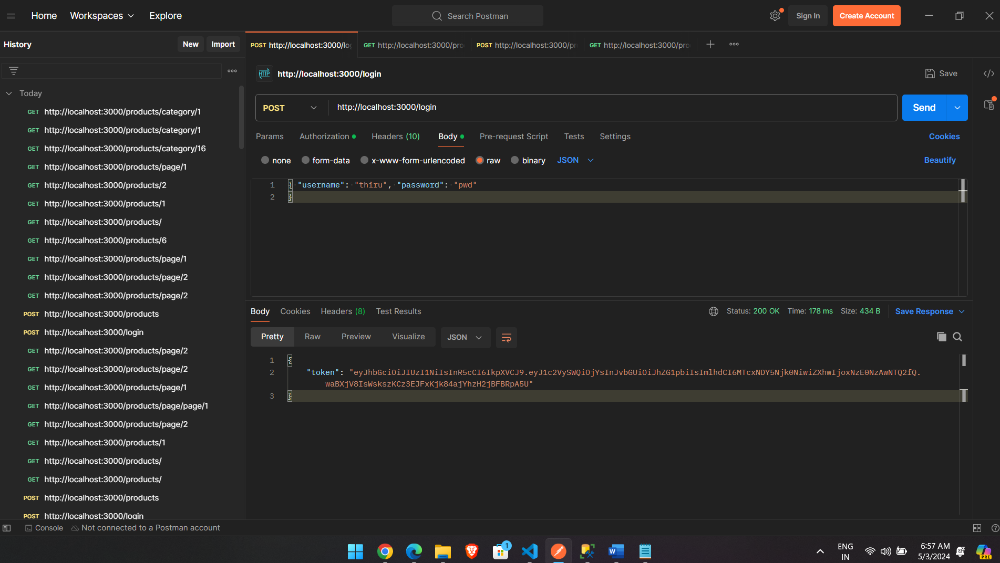 Home Workspaces Explore Search Postman Sign In Create Account
History New Import
POST http://localhost:3000/log GET http://localhost:3000/pro POST http://localhost:3000/pr GET http://localhost:3000/pro
HTTP http://localhost:3000/login Save
POST http://localhost:3000/login Send
Params Authorization Headers (10) Body Pre-request Script Tests Settings Cookies
none form-data x-www-form-urlencoded raw binary JSON Beautify
1 { "username": "thiru", "password": "pwd"
2 }
Today
GET http://localhost:3000/products/category/1
GET http://localhost:3000/products/category/1
GET http://localhost:3000/products/category/16
GET http://localhost:3000/products/page/1
GET http://localhost:3000/products/2
GET http://localhost:3000/products/1
GET http://localhost:3000/products/
GET http://localhost:3000/products/6
GET http://localhost:3000/products/page/1
GET http://localhost:3000/products/page/2
GET http://localhost:3000/products/page/2
POST http://localhost:3000/products
POST http://localhost:3000/login
GET http://localhost:3000/products/page/2
GET http://localhost:3000/products/page/2
GET http://localhost:3000/products/page/1
GET http://localhost:3000/products/page/page/1
GET http://localhost:3000/products/page/2
GET http://localhost:3000/products/1
GET http://localhost:3000/products/
GET http://localhost:3000/products/
POST http://localhost:3000/products
POST http://localhost:3000/login
Body Cookies Headers (8) Test Results Status: 200 OK Time: 178 ms Size: 434 B Save Response
Pretty Raw Preview Visualize JSON
1 {
2 "token": "eyJhbGciOiJIUzI1NiIsInR5cCI6IkpXVCJ9.eyJ1c2VySWQiOjYsInJvbGUiOiJhZG1pbiIsImlhdCI6MTcxNDY5Njk0NiwiZXhwIjoxNzE0NzAwNTQ2fQ.
waBXjV8IsWskszKCz3EJFxKjk84ajYhzH2jBFBRpA5U"
3 }
Console Not connected to a Postman account
1
ENG
IN
6:57 AM
5/3/2024
PRE